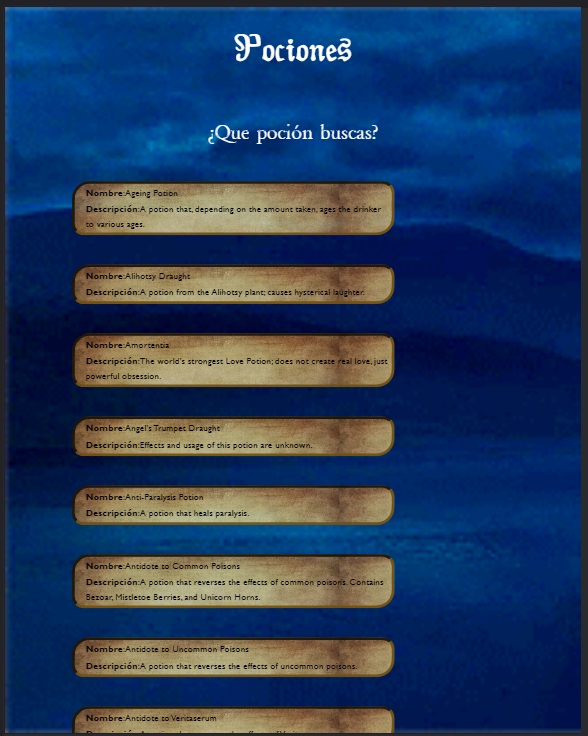 Pociones
¿Que poción buscas?
Nombre:Ageing Potion
Descripción:A potion that, depending on the amount taken, ages the drinker
to various ages.
Nombre:Alihotsy Draught
Descripción:A potion from the Alihotsy plant; causes hysterical laughter.
Nombre:Amortentia
Descripción:The world's strongest Love Potion; does not create real love, just
powerful obsession.
Nombre:Angel's Trumpet Draught
Descripción:Effects and usage of this potion are unknown.
Nombre:Anti-Paralysis Potion
Descripción:A potion that heals paralysis.
Nombre:Antidote to Common Poisons
Descripción:A potion that reverses the effects of common poisons. Contains
Bezoar, Mistletoe Berries, and Unicorn Horns.
Nombre:Antidote to Uncommon Poisons
Descripción:A potion that reverses the effects of uncommon poisons.
Nombre:Antidote to Veritaserum